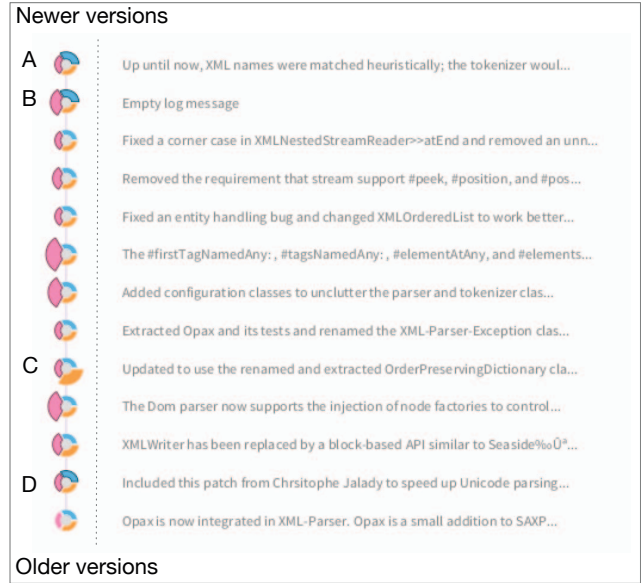 Newer versions
A
Up until now, XML names were matched heuristically; the tokenizer woul...
B
Empty log message
Fixed a corner case in XMLNestedStreamReader>>atEnd and removed an unn...
Removed the requirement that stream support #peek, #position, and #pos...
Fixed an entity handling bug and changed XMLOrderedList to work better...
The #firstTagNamedAny: , #tagsNamedAny: , #elementAtAny, and #elements...
Added configuration classes to unclutter the parser and tokenizer clas...
Extracted Opax and its tests and renamed the XML-Parser-Exception clas...
C
Updated to use the renamed and extracted OrderPreservingDictionary cla...
The Dom parser now supports the injection of node factories to control...
XMLWriter has been replaced by a block-based API similar to Seaside‰Ûª...
D
Included this patch from Chrsitophe Jalady to speed up Unicode parsing...
Opax is now integrated in XML-Parser. Opax is a small addition to SAXP...
Older versions